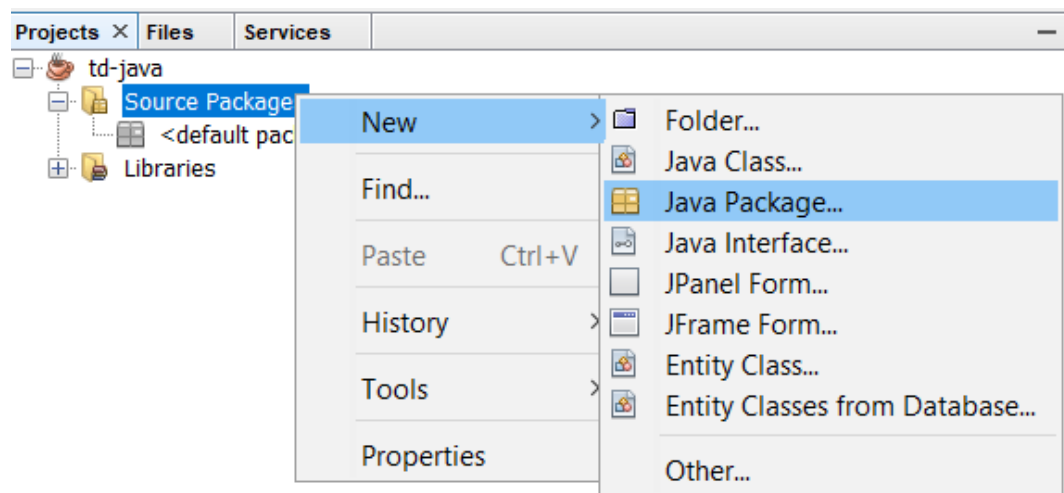 Projects × Files Services
td-java
Source Package
<default pac
Libraries
New
Find...
Paste Ctrl+V
History
Tools
Properties
Folder...
Java Class...
Java Package...
Java Interface...
JPanel Form...
JFrame Form...
Entity Class...
Entity Classes from Database...
Other...